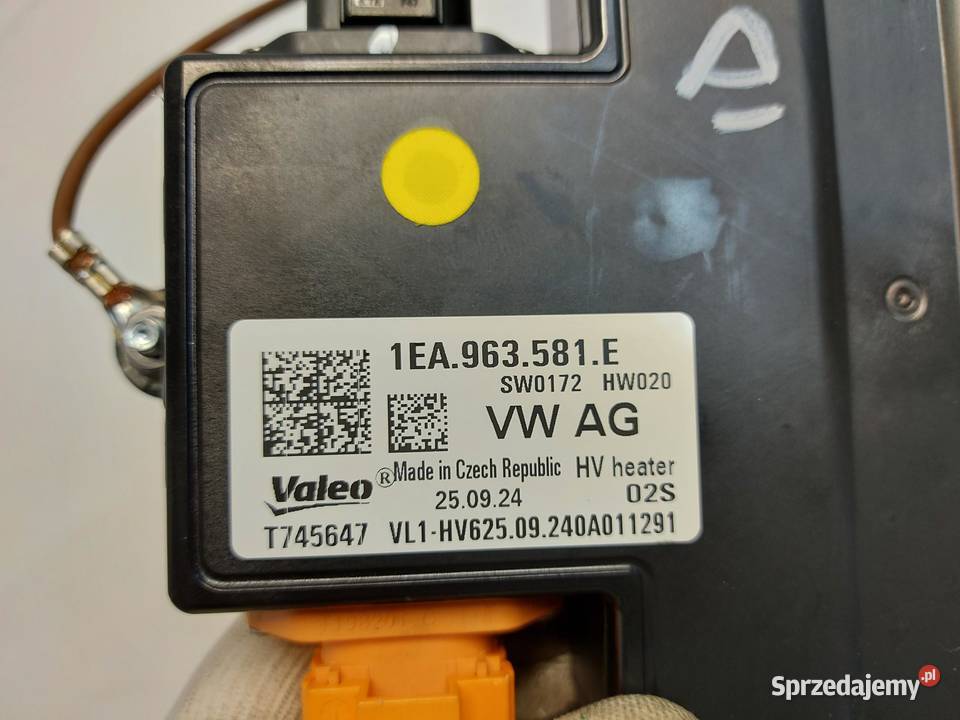 A
1EA.963.581.E
SW0172 HW020
VW AG
Valeo ® Made in Czech Republic HV heater
25.09.24 02S
T745647 VL1-HV625.09.240A011291
Sprzedajemy.pl